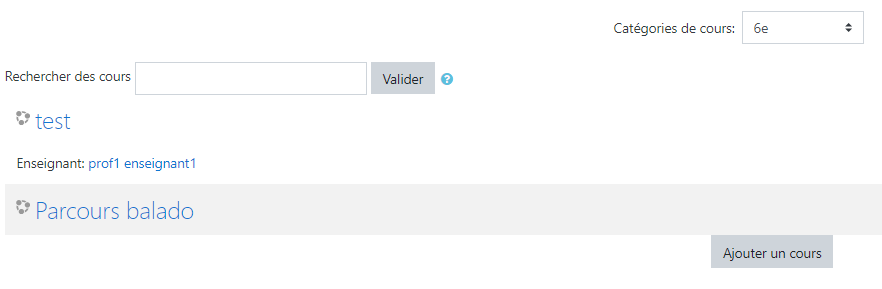 Catégories de cours: 6e
Rechercher des cours Valider
test
Enseignant: prof1 enseignant1
Parcours balado
Ajouter un cours